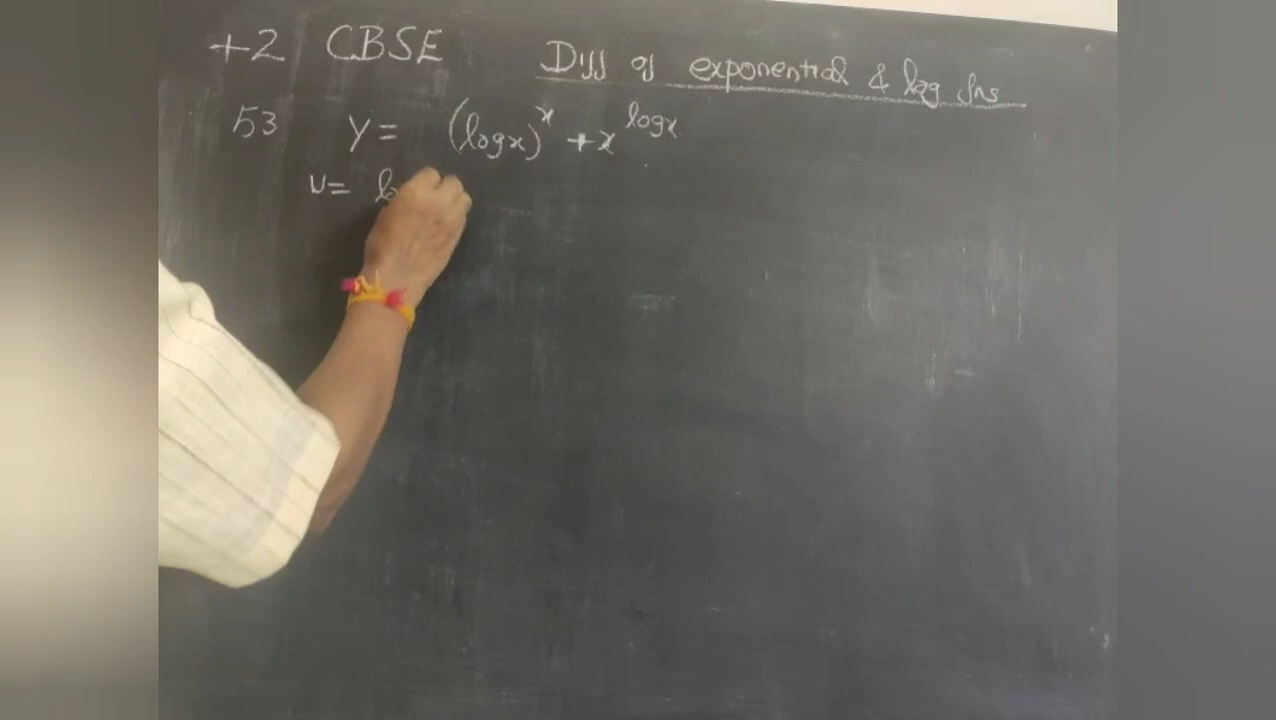 +2 CBSE Diff of exponential & log fns
53 y = (logx)^x + x^logx
u = l